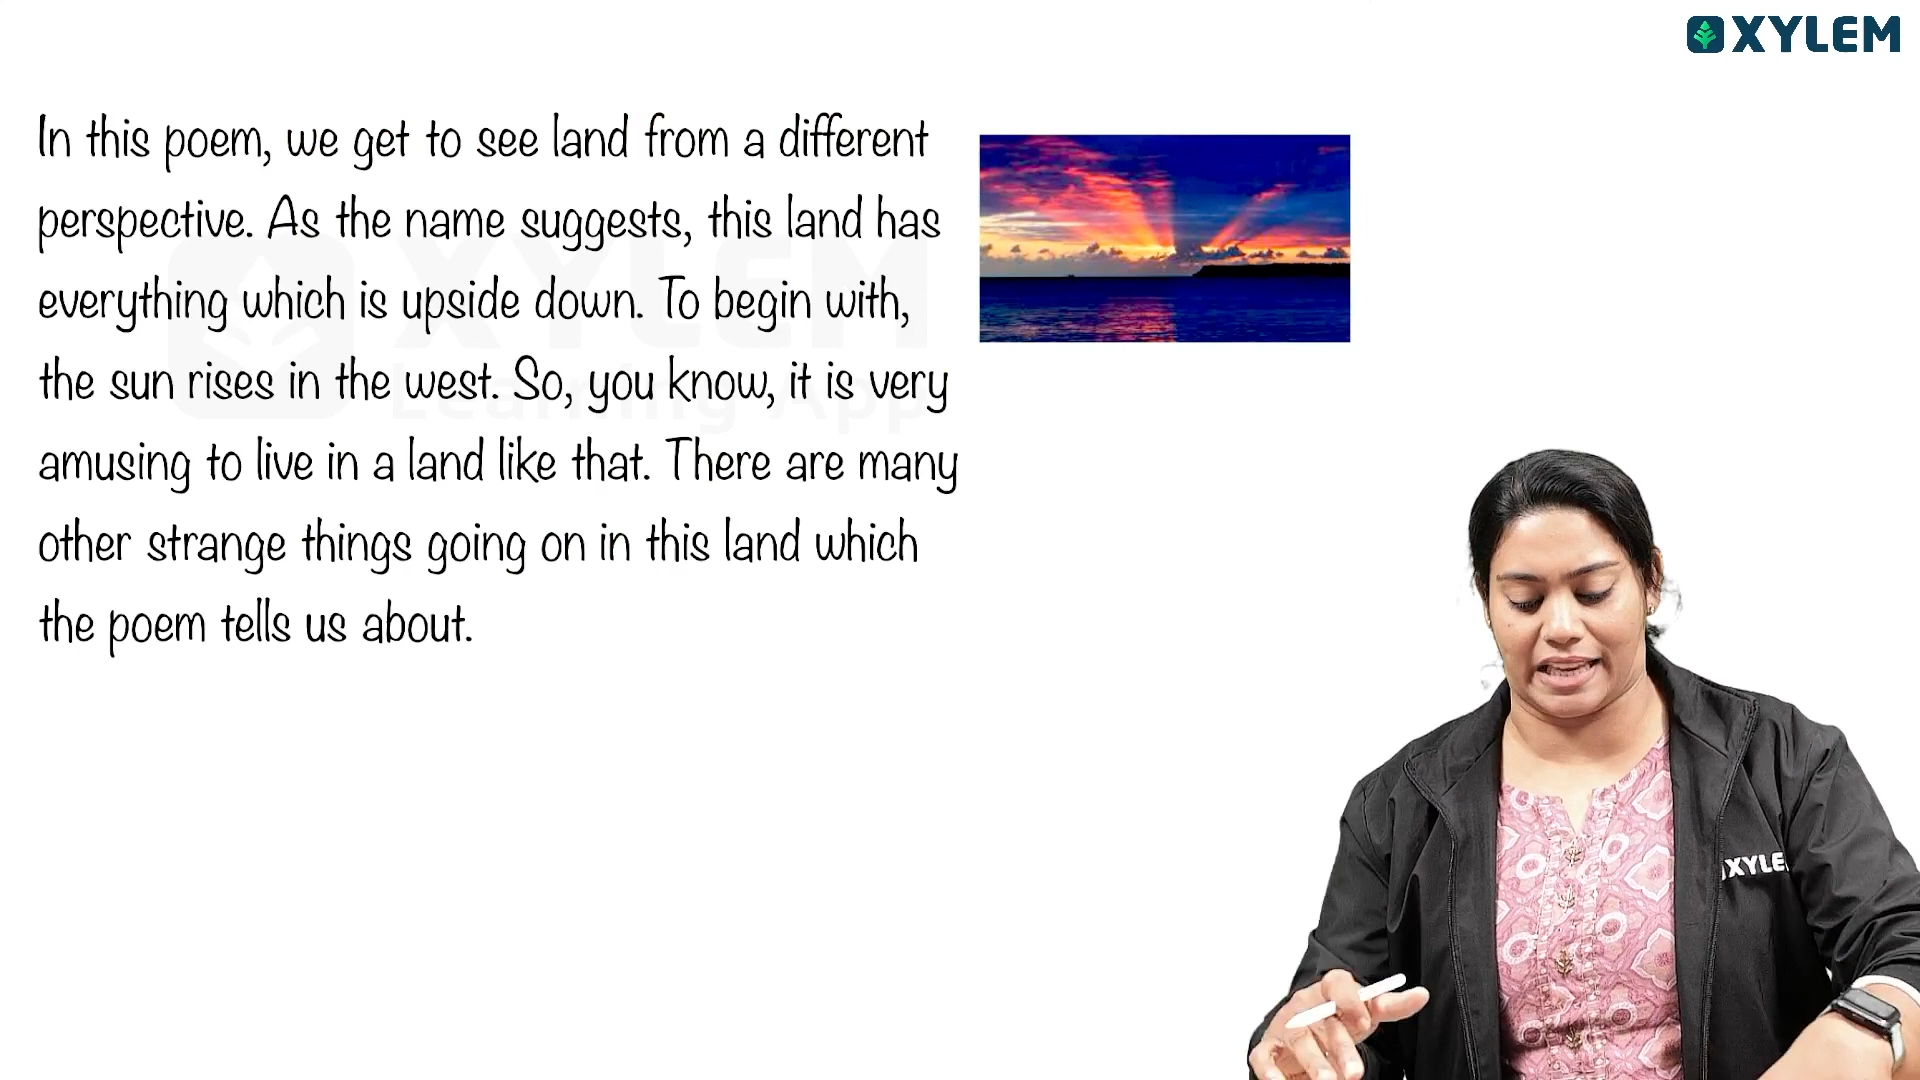 XYLEM
In this poem, we get to see land from a different
perspective. As the name suggests, this land has
everything which is upside down. To begin with,
the sun rises in the west. So, you know, it is very
amusing to live in a land like that. There are many
other strange things going on in this land which
the poem tells us about.
XYLEM
Learning App
XYLE